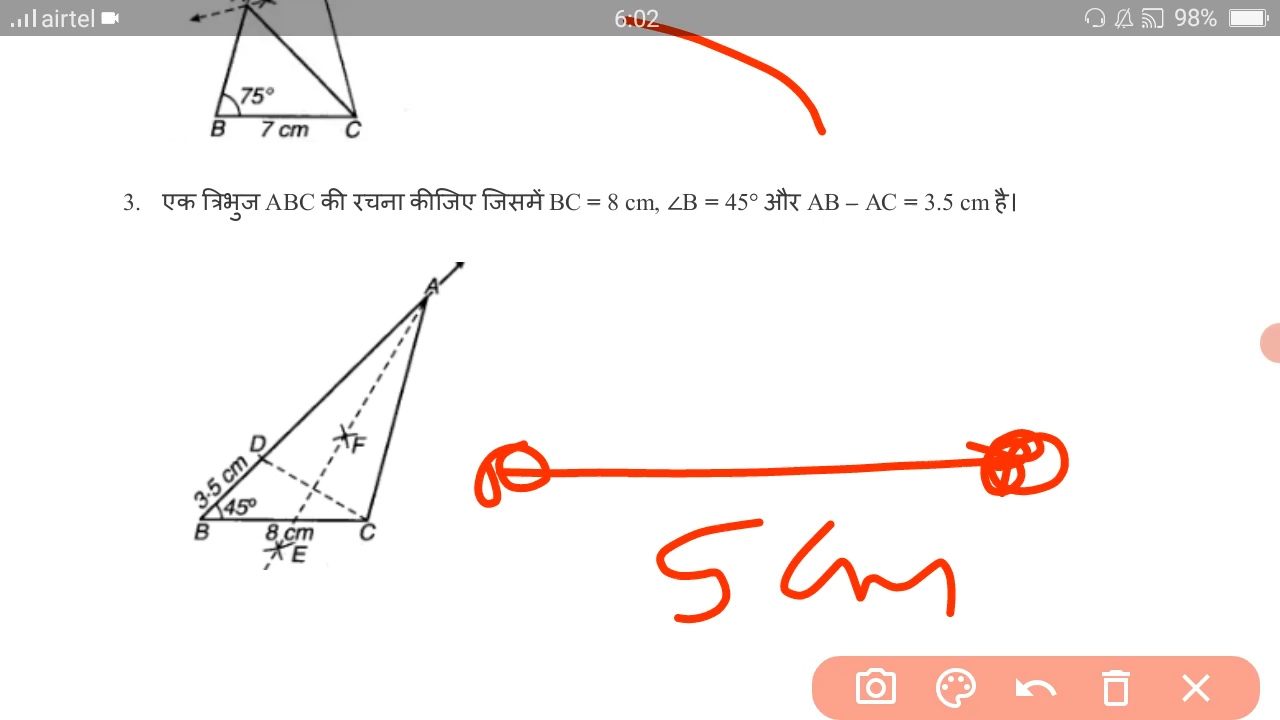 airtel 6:02 98%
75°
B 7 cm C
3. एक त्रिभुज ABC की रचना कीजिए जिसमें BC = 8 cm, ∠B = 45° और AB – AC = 3.5 cm है।
A
D F
3·5 cm
45°
B 8 cm C
E
5 cm